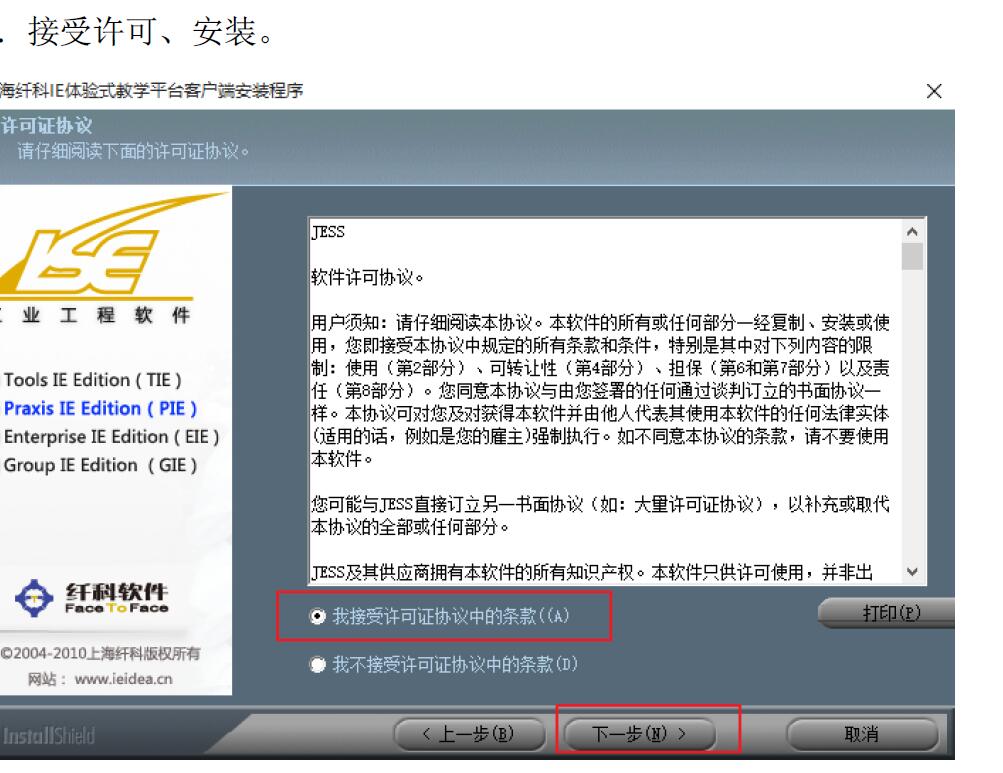 . 接受许可、安装。
海纤科IE体验式教学平台客户端安装程序
许可证协议
请仔细阅读下面的许可证协议。
ISE
工业工程软件
Tools IE Edition ( TIE )
Praxis IE Edition ( PIE )
Enterprise IE Edition ( EIE )
Group IE Edition ( GIE )
纤科软件
Face To Face
©2004-2010上海纤科版权所有
网站： www.ieidea.cn
JESS
软件许可协议。
用户须知：请仔细阅读本协议。本软件的所有或任何部分一经复制、安装或使
用，您即接受本协议中规定的所有条款和条件，特别是其中对下列内容的限
制：使用（第2部分）、可转让性（第4部分）、担保（第6和第7部分）以及责
任（第8部分）。您同意本协议与由您签署的任何通过谈判订立的书面协议一
样。本协议可对您及对获得本软件并由他人代表其使用本软件的任何法律实体
(适用的话，例如是您的雇主)强制执行。如不同意本协议的条款，请不要使用
本软件。
您可能与JESS直接订立另一书面协议（如：大量许可证协议），以补充或取代
本协议的全部或任何部分。
JESS及其供应商拥有本软件的所有知识产权。本软件只供许可使用，并非出
我接受许可证协议中的条款((A)
打印(P)
我不接受许可证协议中的条款(D)
InstallShield
< 上一步(B)
下一步(N) >
取消